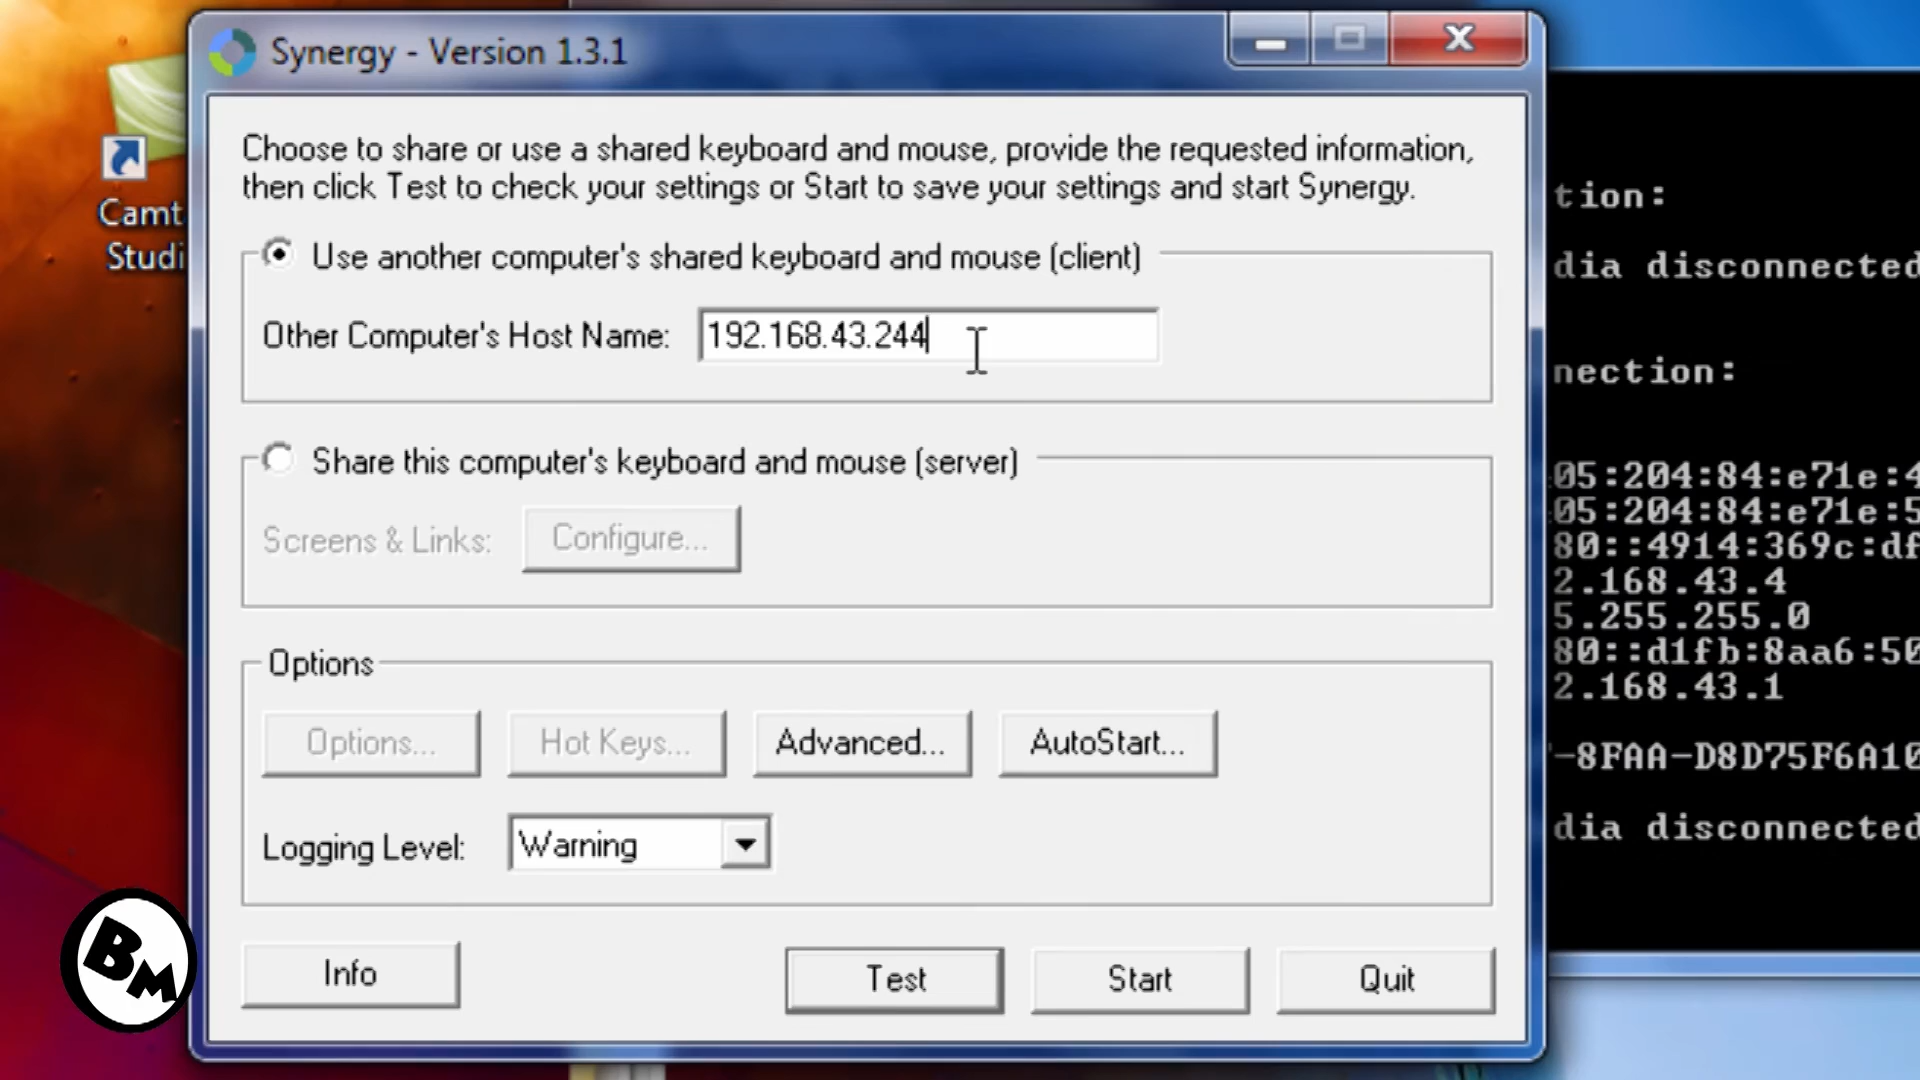 Synergy - Version 1.3.1
Choose to share or use a shared keyboard and mouse, provide the requested information,
then click Test to check your settings or Start to save your settings and start Synergy.
Use another computer's shared keyboard and mouse (client)
Other Computer's Host Name: 192.168.43.244
Share this computer's keyboard and mouse (server)
Screens & Links: Configure...
Options
Options... Hot Keys... Advanced... AutoStart...
Logging Level: Warning
Info Test Start Quit
Camt
Studi
tion:
dia disconnected
nection:
05:204:84:e71e:4
05:204:84:e71e:5
80::4914:369c:df
2.168.43.4
5.255.255.0
80::d1fb:8aa6:50
2.168.43.1
-8FAA-D8D75F6A10
dia disconnected
BM